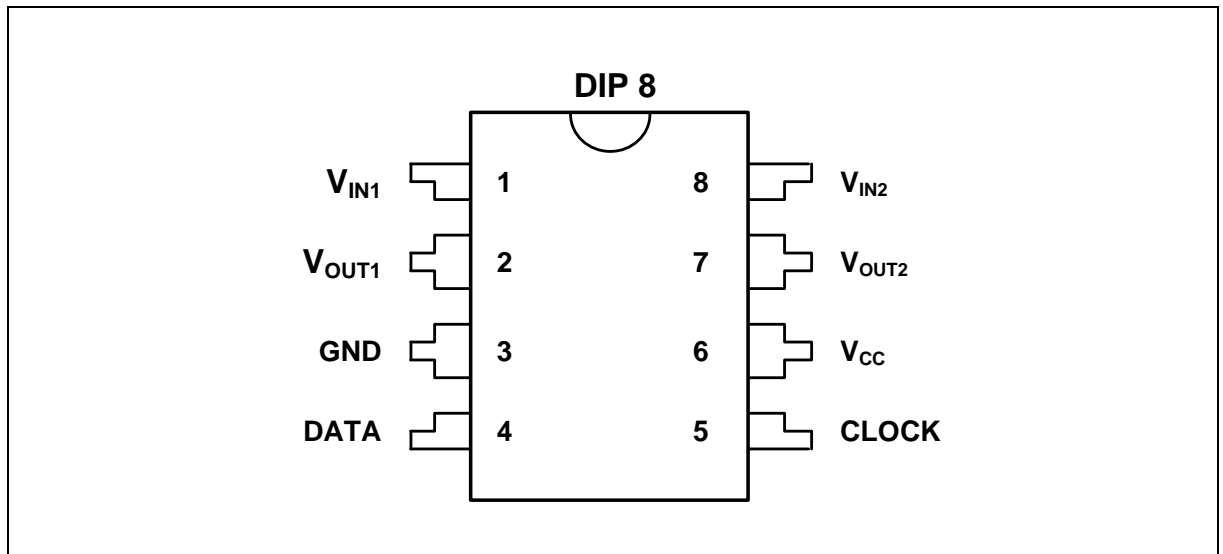 DIP 8
V_IN1 1 8 V_IN2
V_OUT1 2 7 V_OUT2
GND 3 6 V_CC
DATA 4 5 CLOCK